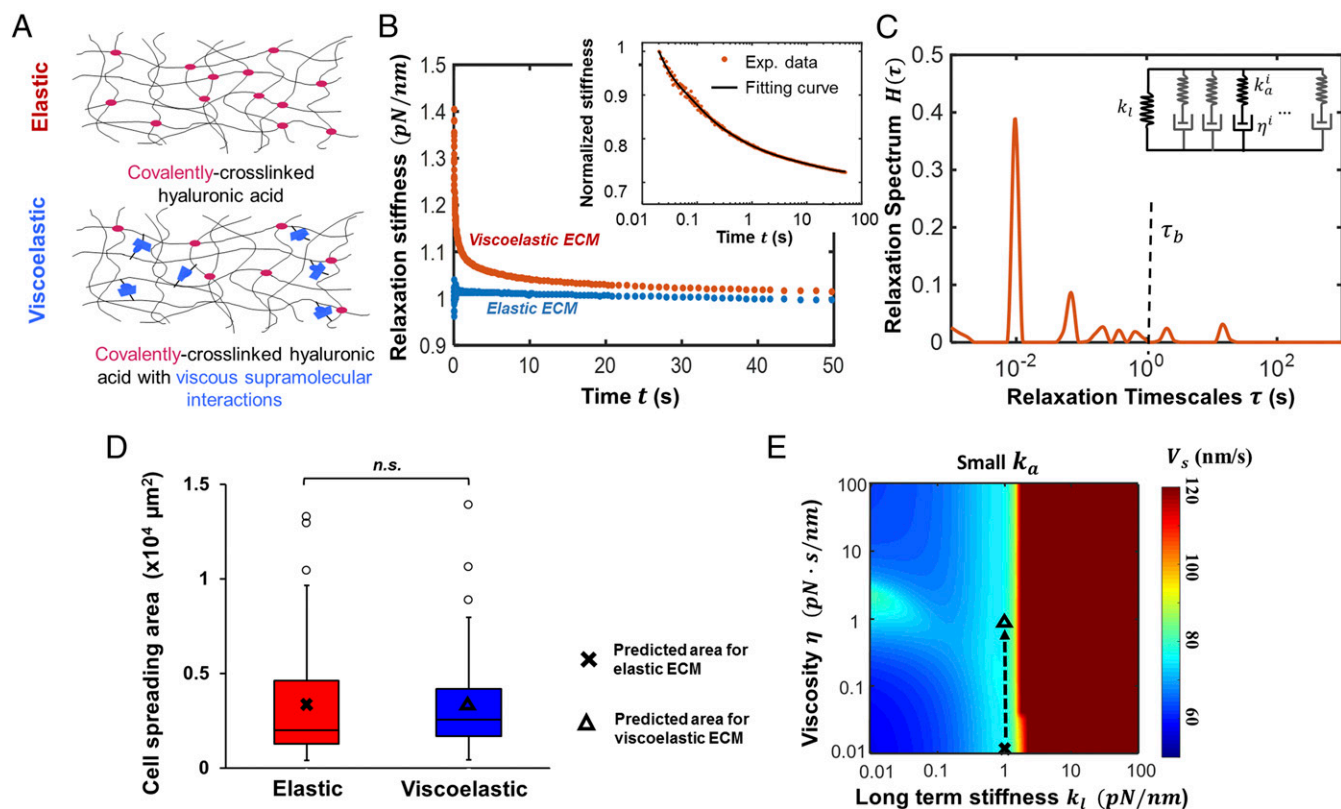 A
Elastic
Covalently-crosslinked
hyaluronic acid
Viscoelastic
Covalently-crosslinked hyaluronic
acid with viscous supramolecular
interactions
B
Relaxation stiffness (pN/nm)
1.5
1.4
1.3
1.2
1.1
1
0.9
0 10 20 30 40 50
Time t (s)
Viscoelastic ECM
Elastic ECM
Normalized stiffness
1
0.9
0.8
0.7
0.01 0.1 1 10 100
Time t (s)
Exp. data
Fitting curve
C
Relaxation Spectrum H(τ)
0.5
0.4
0.3
0.2
0.1
0
10⁻² 10⁰ 10²
Relaxation Timescales τ (s)
τ_b
k_l
k_a^i
η^i ...
D
Cell spreading area (x10⁴ μm²)
1.5
1
0.5
0
n.s.
Elastic Viscoelastic
Predicted area for
elastic ECM
Predicted area for
viscoelastic ECM
E
Small k_a
V_s (nm/s)
Viscosity η (pN · s/nm)
100
10
1
0.1
0.01
0.01 0.1 1 10 100
Long term stiffness k_l (pN/nm)
120
100
80
60